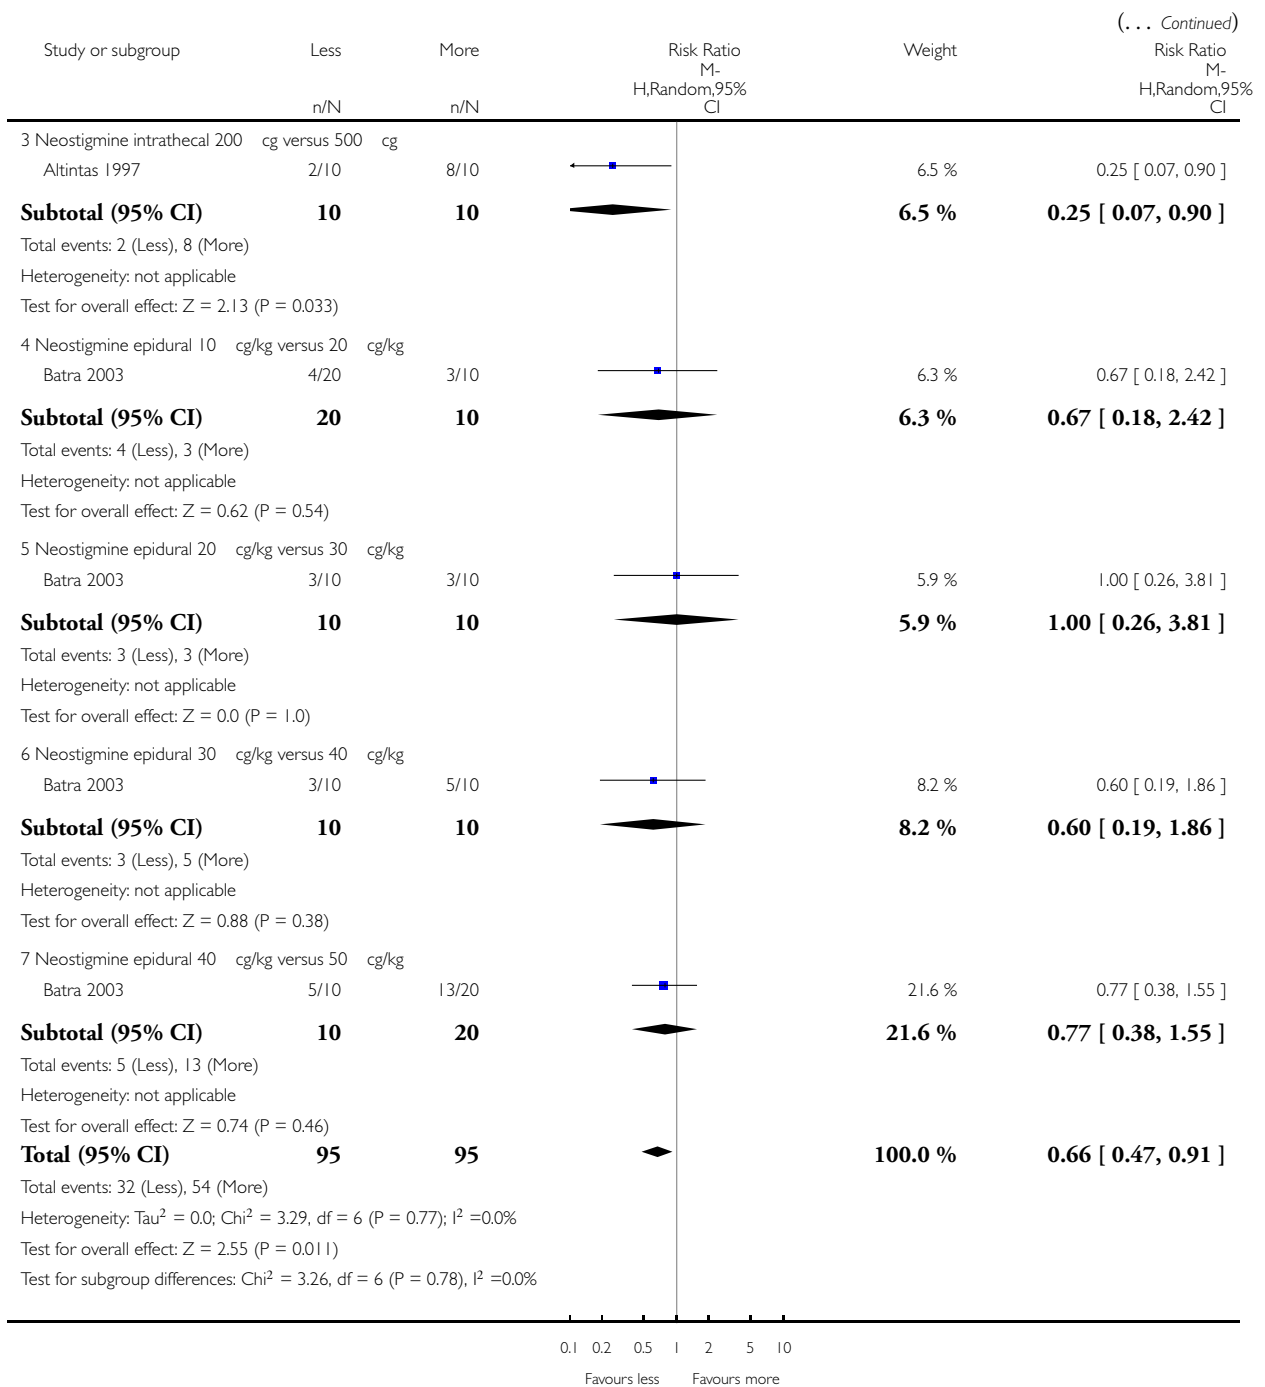 (... Continued)
Study or subgroup Less More Risk Ratio Weight Risk Ratio
n/N n/N M-H,Random,95% CI M-H,Random,95% CI
3 Neostigmine intrathecal 200 cg versus 500 cg
Altintas 1997 2/10 8/10 6.5 % 0.25 [ 0.07, 0.90 ]
Subtotal (95% CI) 10 10 6.5 % 0.25 [ 0.07, 0.90 ]
Total events: 2 (Less), 8 (More)
Heterogeneity: not applicable
Test for overall effect: Z = 2.13 (P = 0.033)
4 Neostigmine epidural 10 cg/kg versus 20 cg/kg
Batra 2003 4/20 3/10 6.3 % 0.67 [ 0.18, 2.42 ]
Subtotal (95% CI) 20 10 6.3 % 0.67 [ 0.18, 2.42 ]
Total events: 4 (Less), 3 (More)
Heterogeneity: not applicable
Test for overall effect: Z = 0.62 (P = 0.54)
5 Neostigmine epidural 20 cg/kg versus 30 cg/kg
Batra 2003 3/10 3/10 5.9 % 1.00 [ 0.26, 3.81 ]
Subtotal (95% CI) 10 10 5.9 % 1.00 [ 0.26, 3.81 ]
Total events: 3 (Less), 3 (More)
Heterogeneity: not applicable
Test for overall effect: Z = 0.0 (P = 1.0)
6 Neostigmine epidural 30 cg/kg versus 40 cg/kg
Batra 2003 3/10 5/10 8.2 % 0.60 [ 0.19, 1.86 ]
Subtotal (95% CI) 10 10 8.2 % 0.60 [ 0.19, 1.86 ]
Total events: 3 (Less), 5 (More)
Heterogeneity: not applicable
Test for overall effect: Z = 0.88 (P = 0.38)
7 Neostigmine epidural 40 cg/kg versus 50 cg/kg
Batra 2003 5/10 13/20 21.6 % 0.77 [ 0.38, 1.55 ]
Subtotal (95% CI) 10 20 21.6 % 0.77 [ 0.38, 1.55 ]
Total events: 5 (Less), 13 (More)
Heterogeneity: not applicable
Test for overall effect: Z = 0.74 (P = 0.46)
Total (95% CI) 95 95 100.0 % 0.66 [ 0.47, 0.91 ]
Total events: 32 (Less), 54 (More)
Heterogeneity: Tau² = 0.0; Chi² = 3.29, df = 6 (P = 0.77); I² =0.0%
Test for overall effect: Z = 2.55 (P = 0.011)
Test for subgroup differences: Chi² = 3.26, df = 6 (P = 0.78), I² =0.0%
0.1 0.2 0.5 1 2 5 10
Favours less Favours more